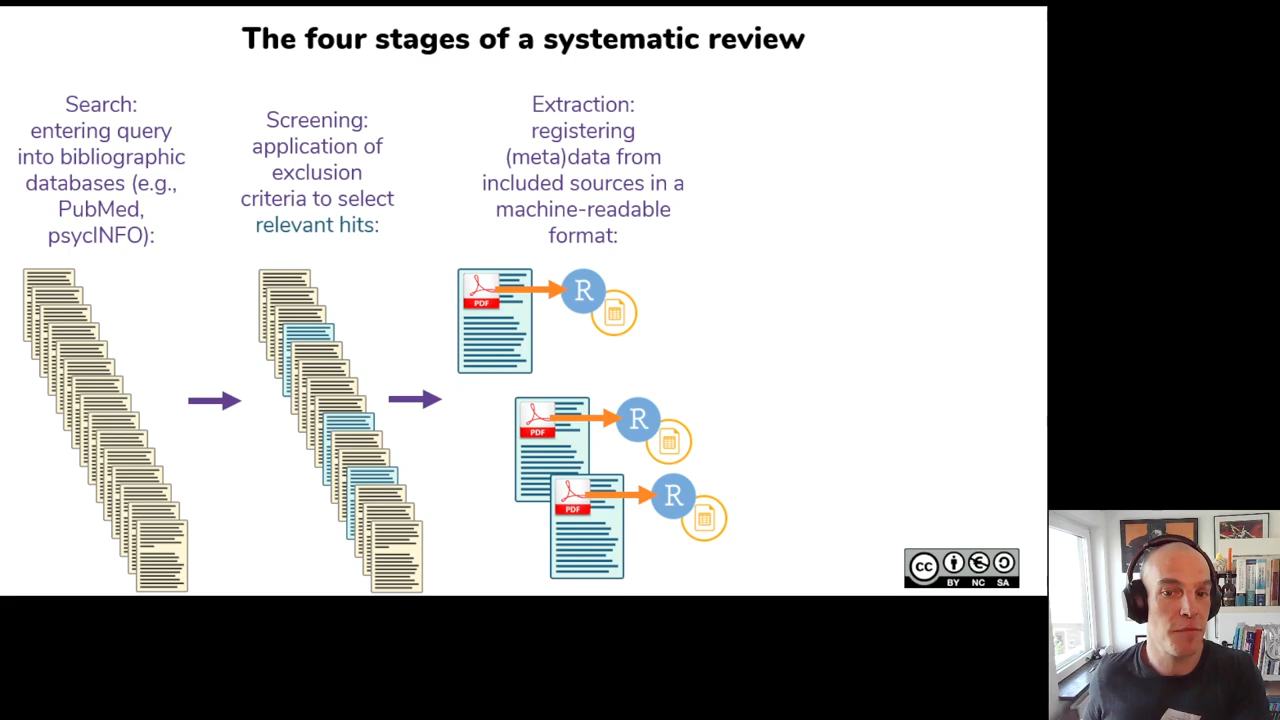 The four stages of a systematic review
Search:
entering query
into bibliographic
databases (e.g.,
PubMed,
psycINFO):
Screening:
application of
exclusion
criteria to select
relevant hits:
Extraction:
registering
(meta)data from
included sources in a
machine-readable
format:
PDF
R
PDF
R
PDF
R
cc
BY NC SA